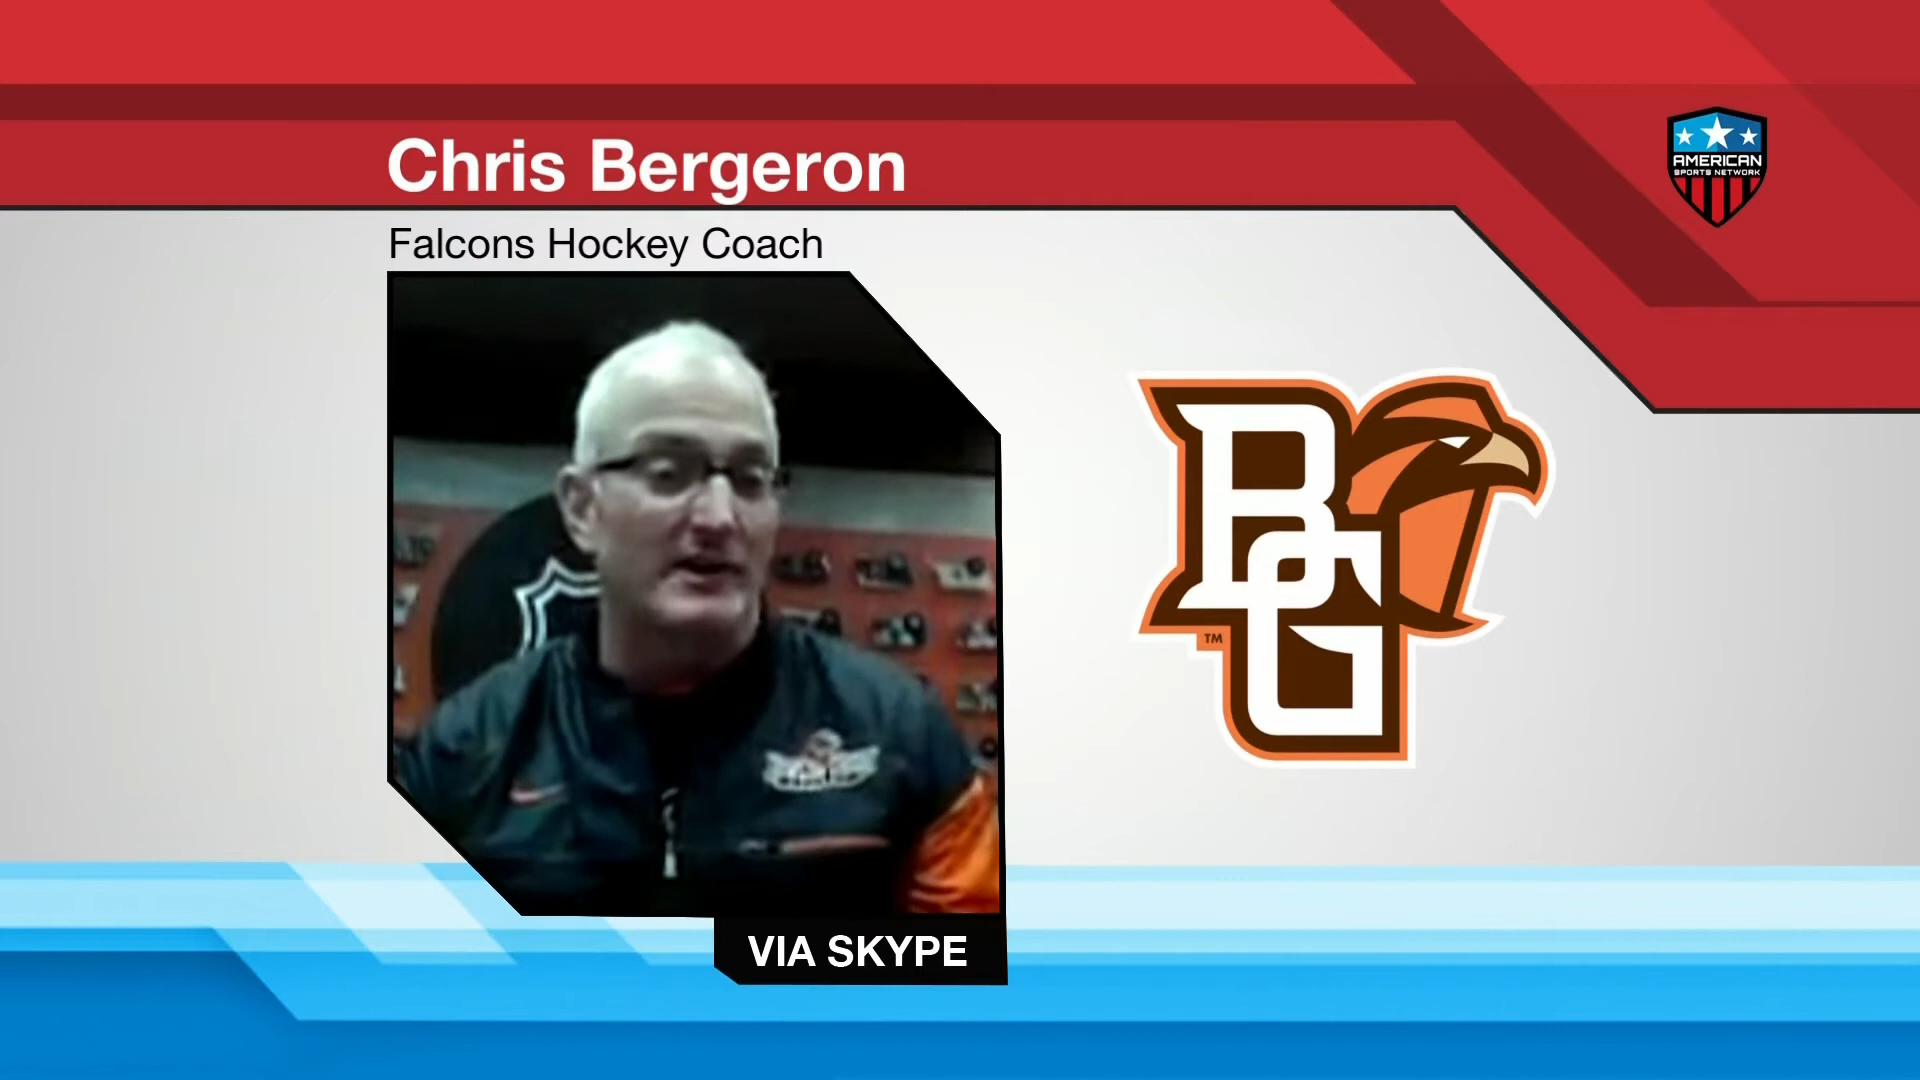 Chris Bergeron
AMERICAN
SPORTS NETWORK
Falcons Hockey Coach
BG
TM
VIA SKYPE